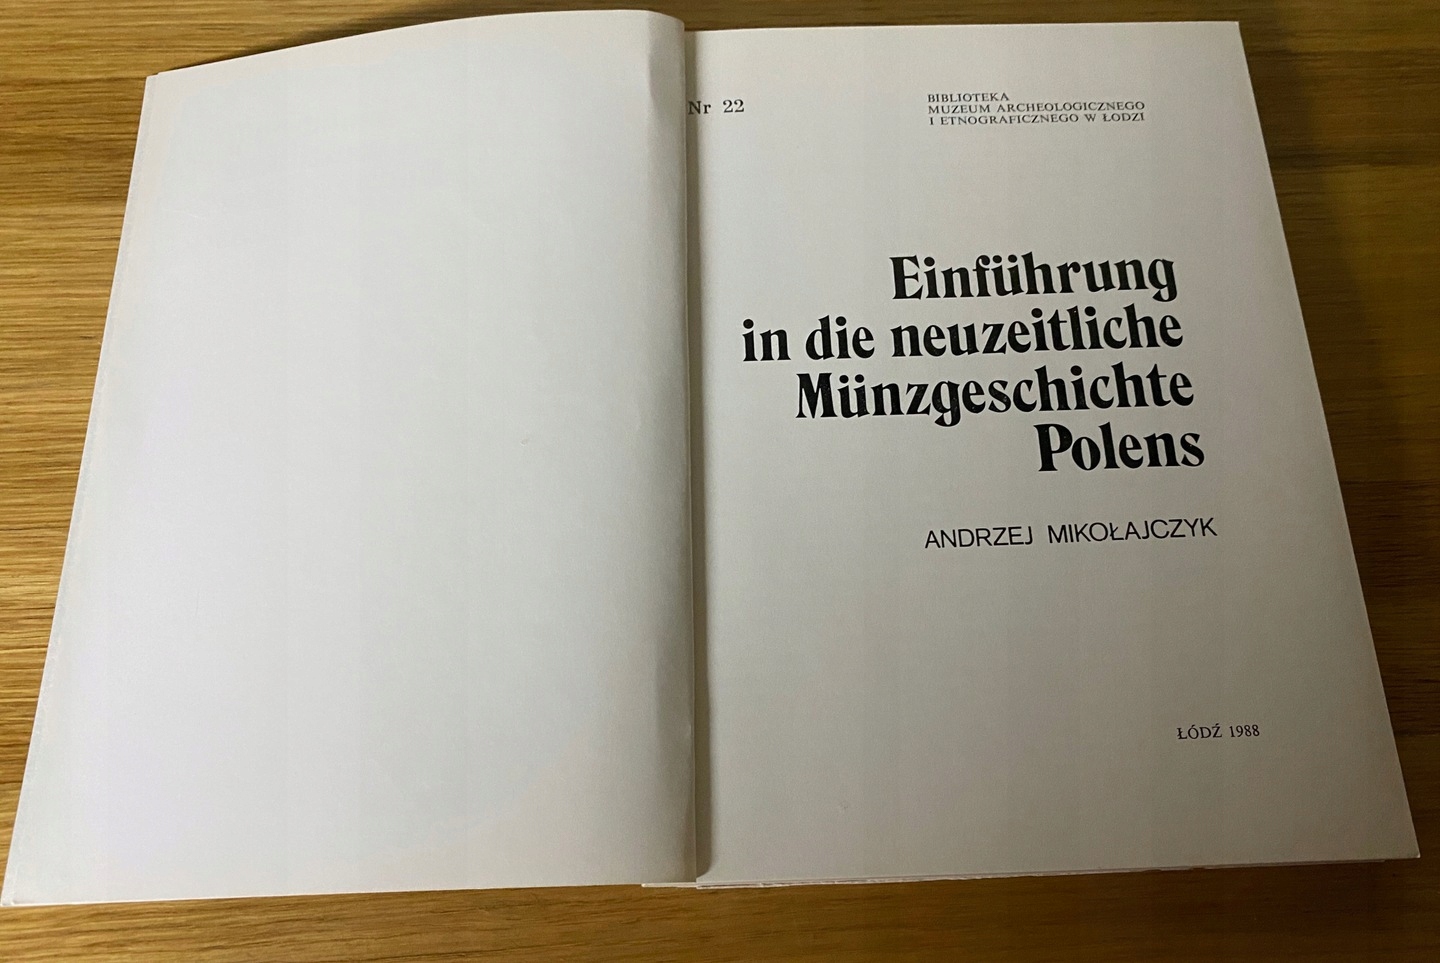 Nr 22
BIBLIOTEKA
MUZEUM ARCHEOLOGICZNEGO
I ETNOGRAFICZNEGO W ŁODZI
Einführung
in die neuzeitliche
Münzgeschichte
Polens
ANDRZEJ MIKOŁAJCZYK
ŁÓDŹ 1988